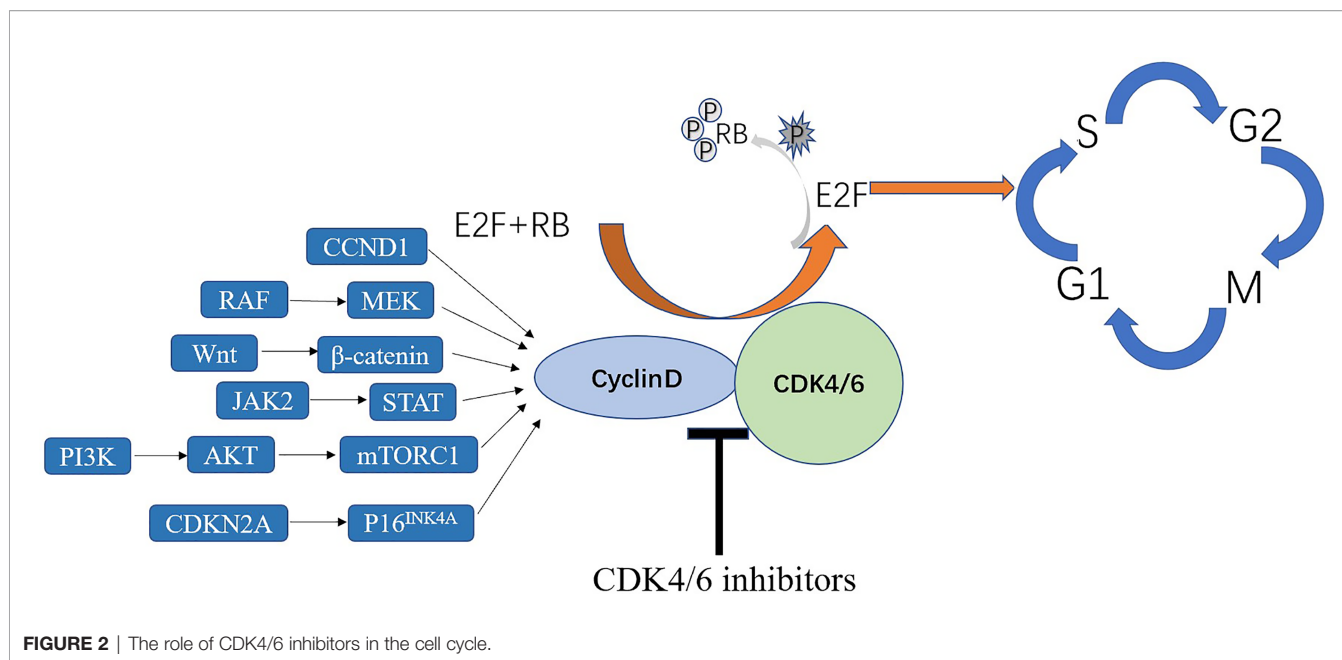 P
P RB P
P
E2F
E2F+RB
S
G2
G1
M
CCND1
RAF
MEK
Wnt
β-catenin
JAK2
STAT
PI3K
AKT
mTORC1
CDKN2A
P16INK4A
CyclinD
CDK4/6
CDK4/6 inhibitors
FIGURE 2 | The role of CDK4/6 inhibitors in the cell cycle.